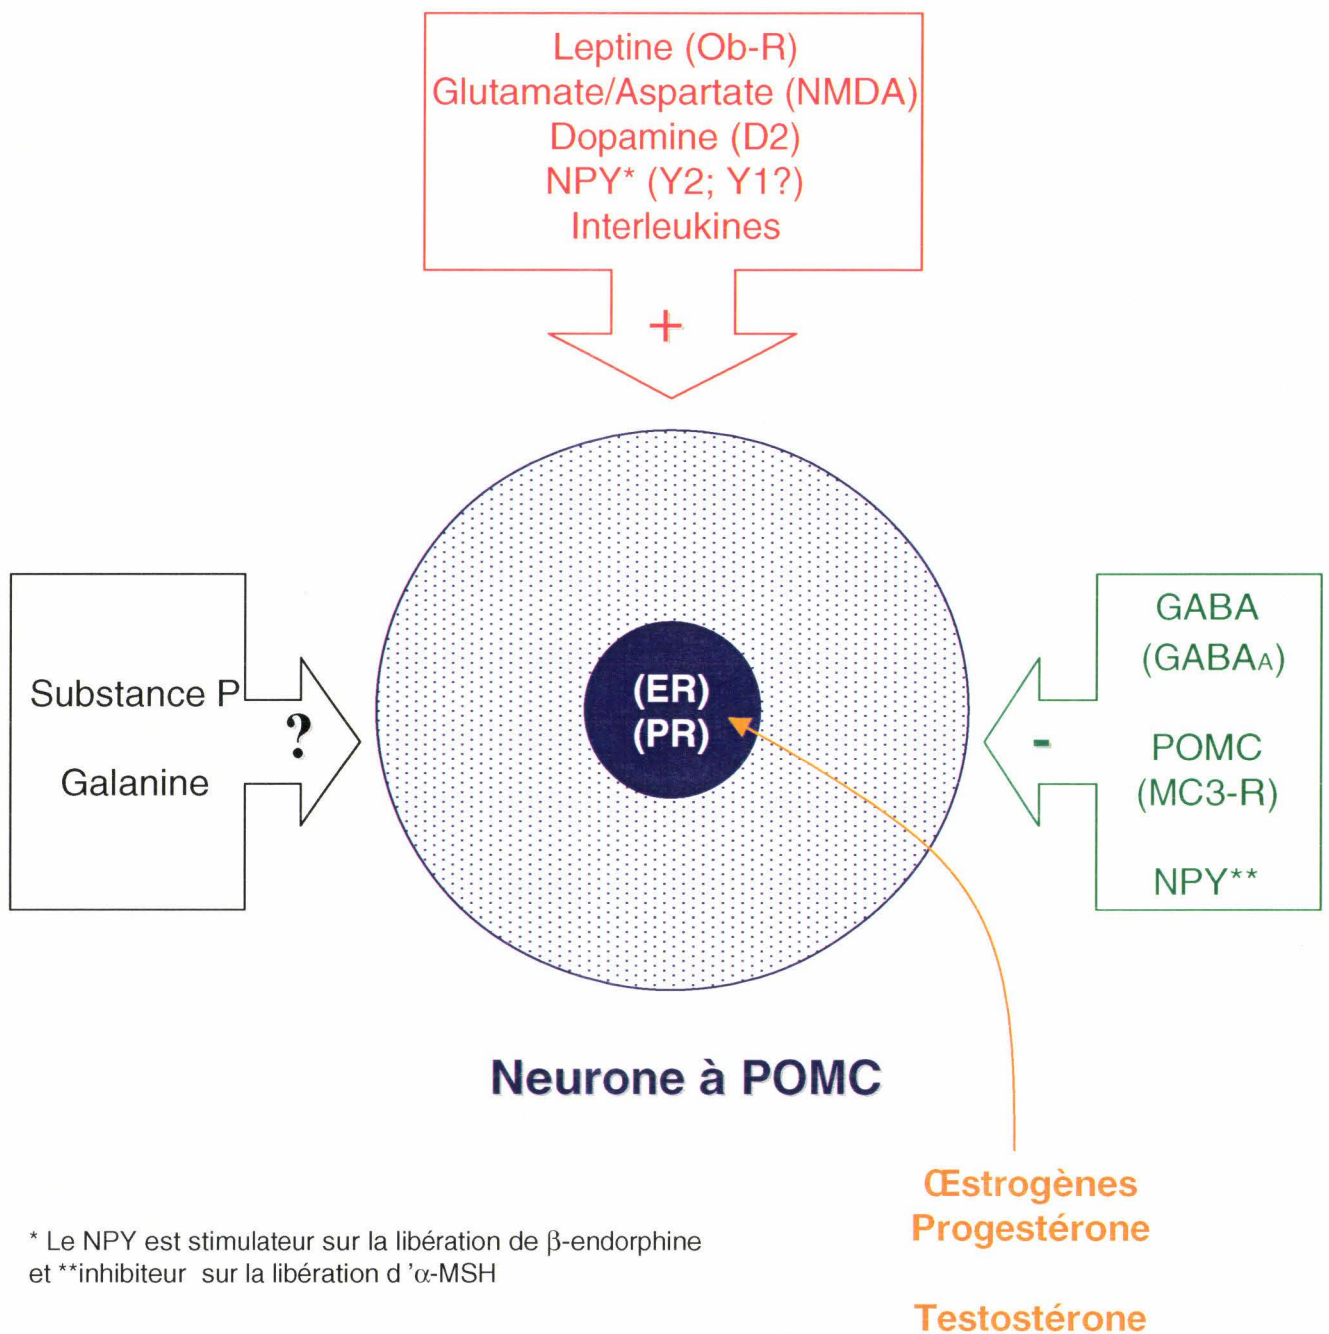 Leptine (Ob-R)
Glutamate/Aspartate (NMDA)
Dopamine (D2)
NPY* (Y2; Y1?)
Interleukines
+
Substance P
?
Galanine
(ER)
(PR)
GABA
(GABAA)
-
POMC
(MC3-R)
NPY**
Neurone à POMC
Œstrogènes
Progestérone
Testostérone
* Le NPY est stimulateur sur la libération de β-endorphine
et **inhibiteur sur la libération d 'α-MSH